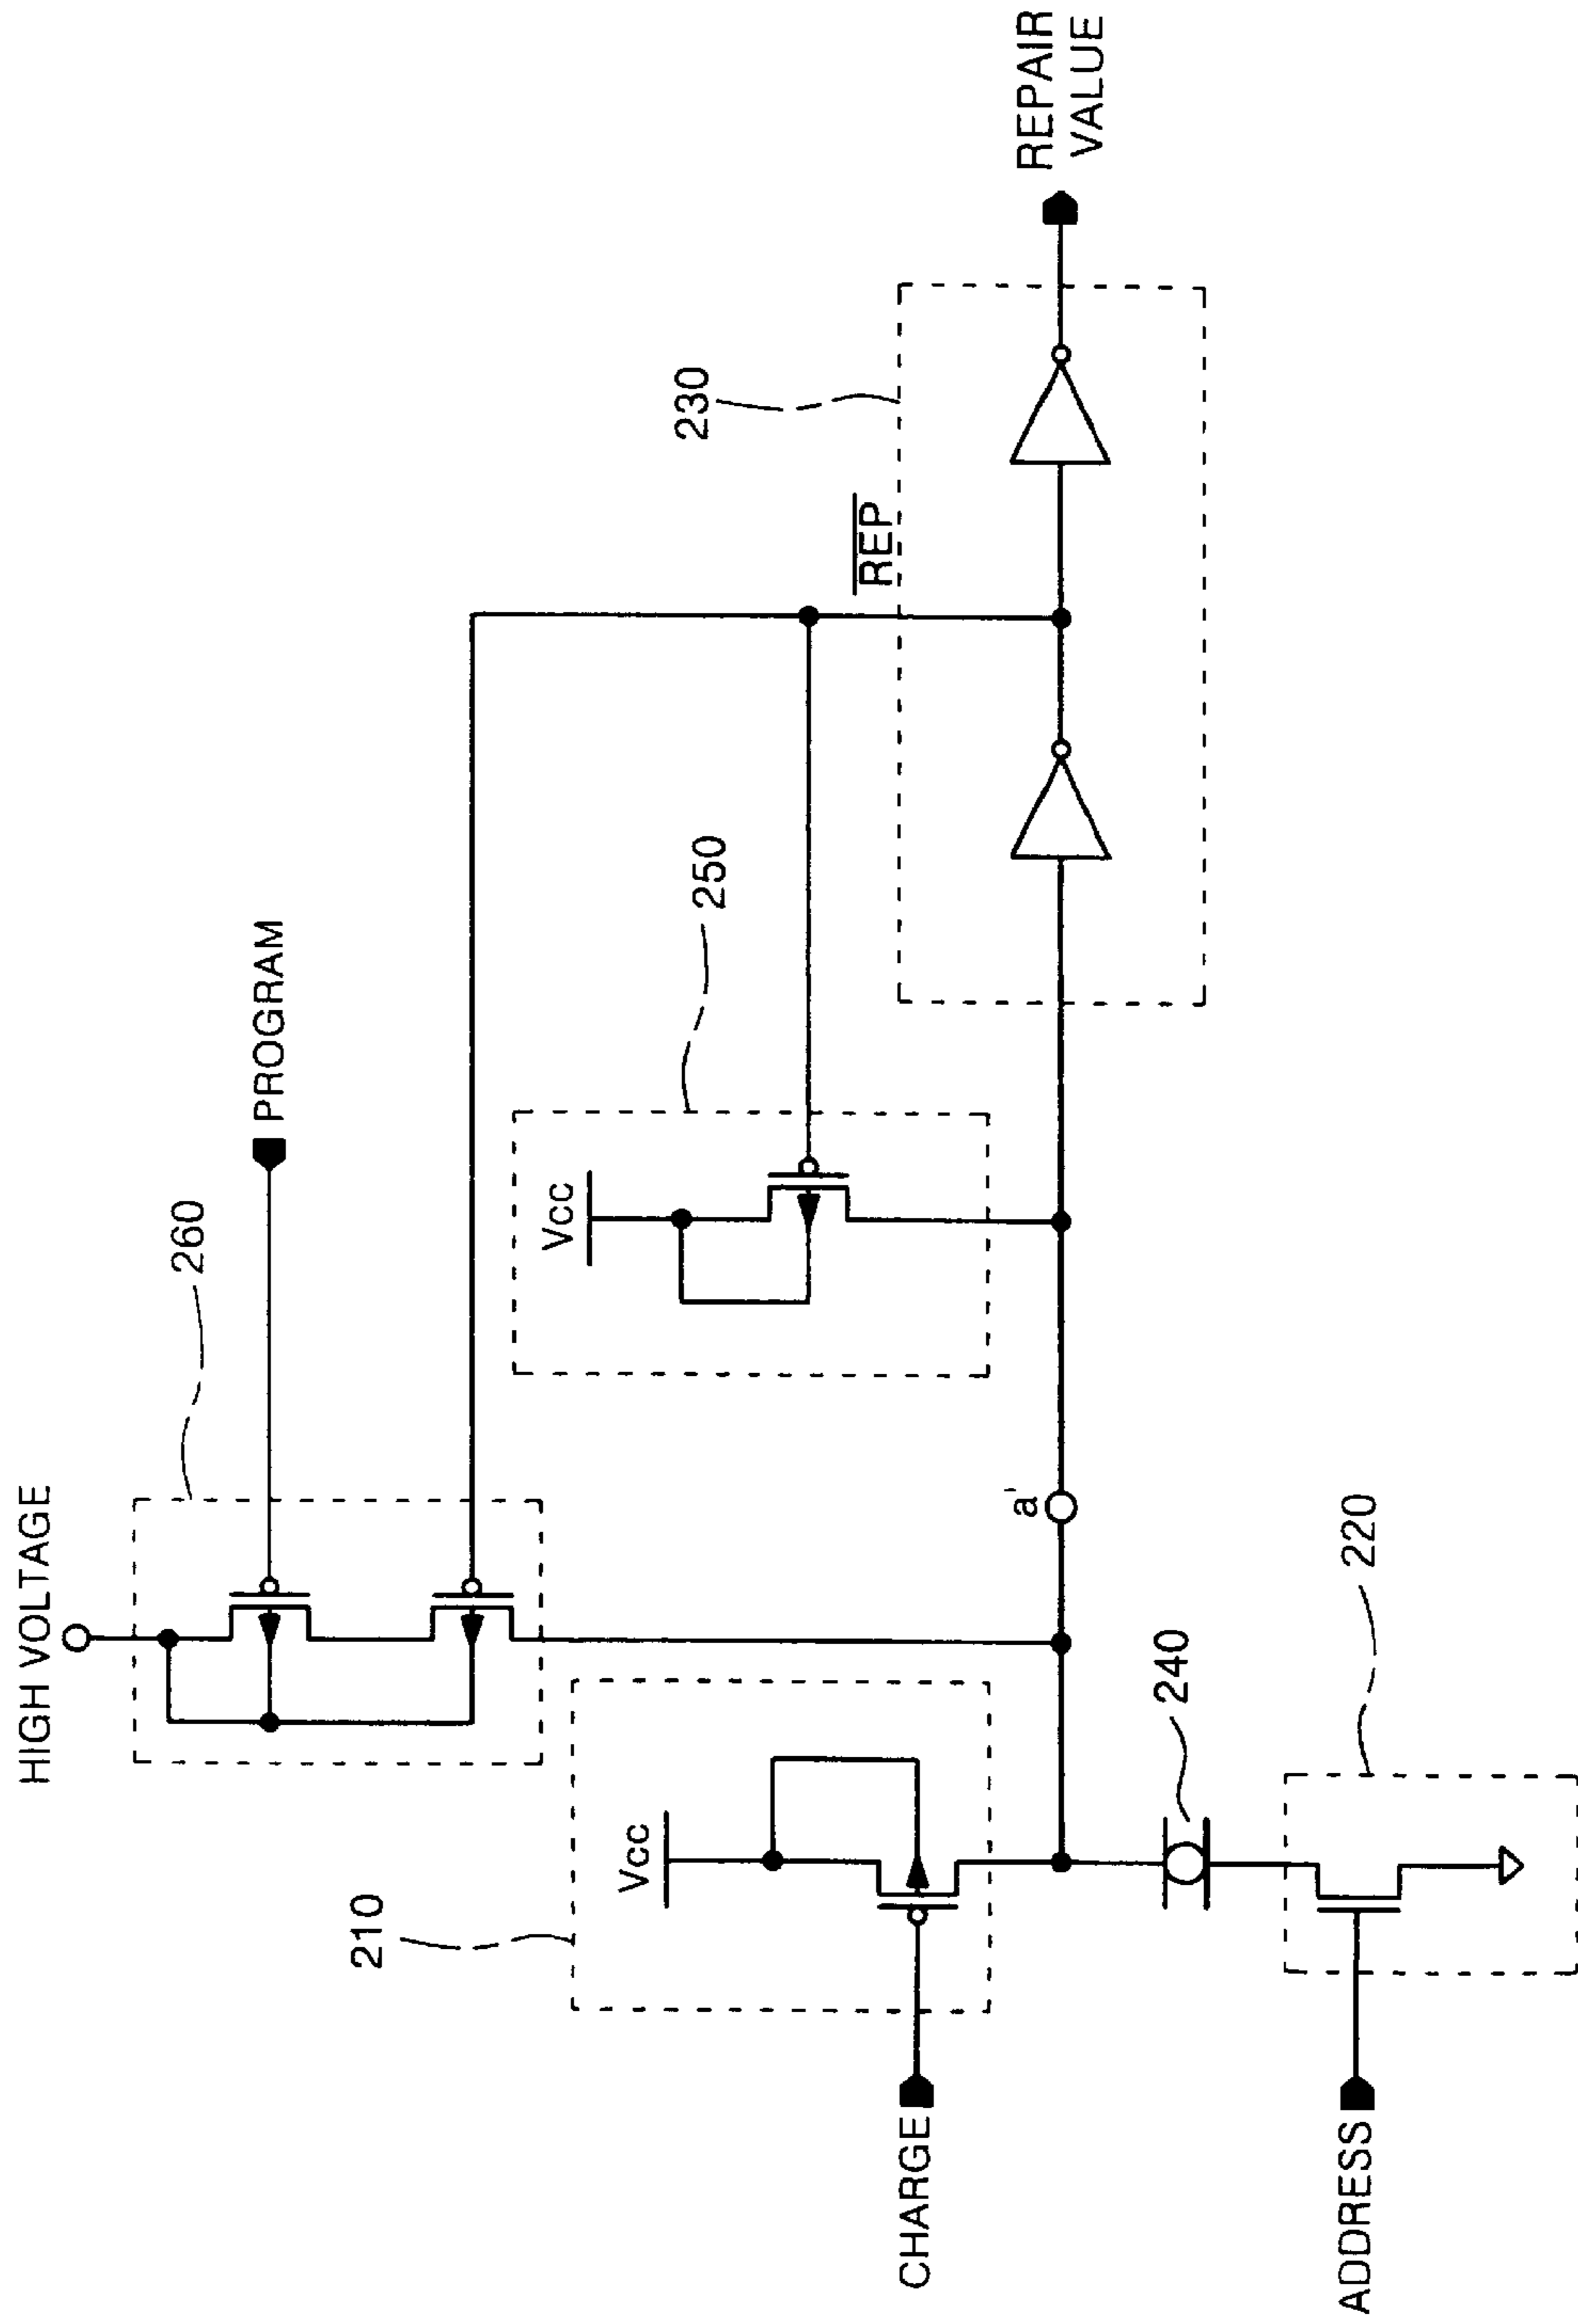 HIGH VOLTAGE
260
PROGRAM
210
Vcc
CHARGE
Vcc
250
REP
230
a'
240
220
ADDRESS
REPAIR
VALUE